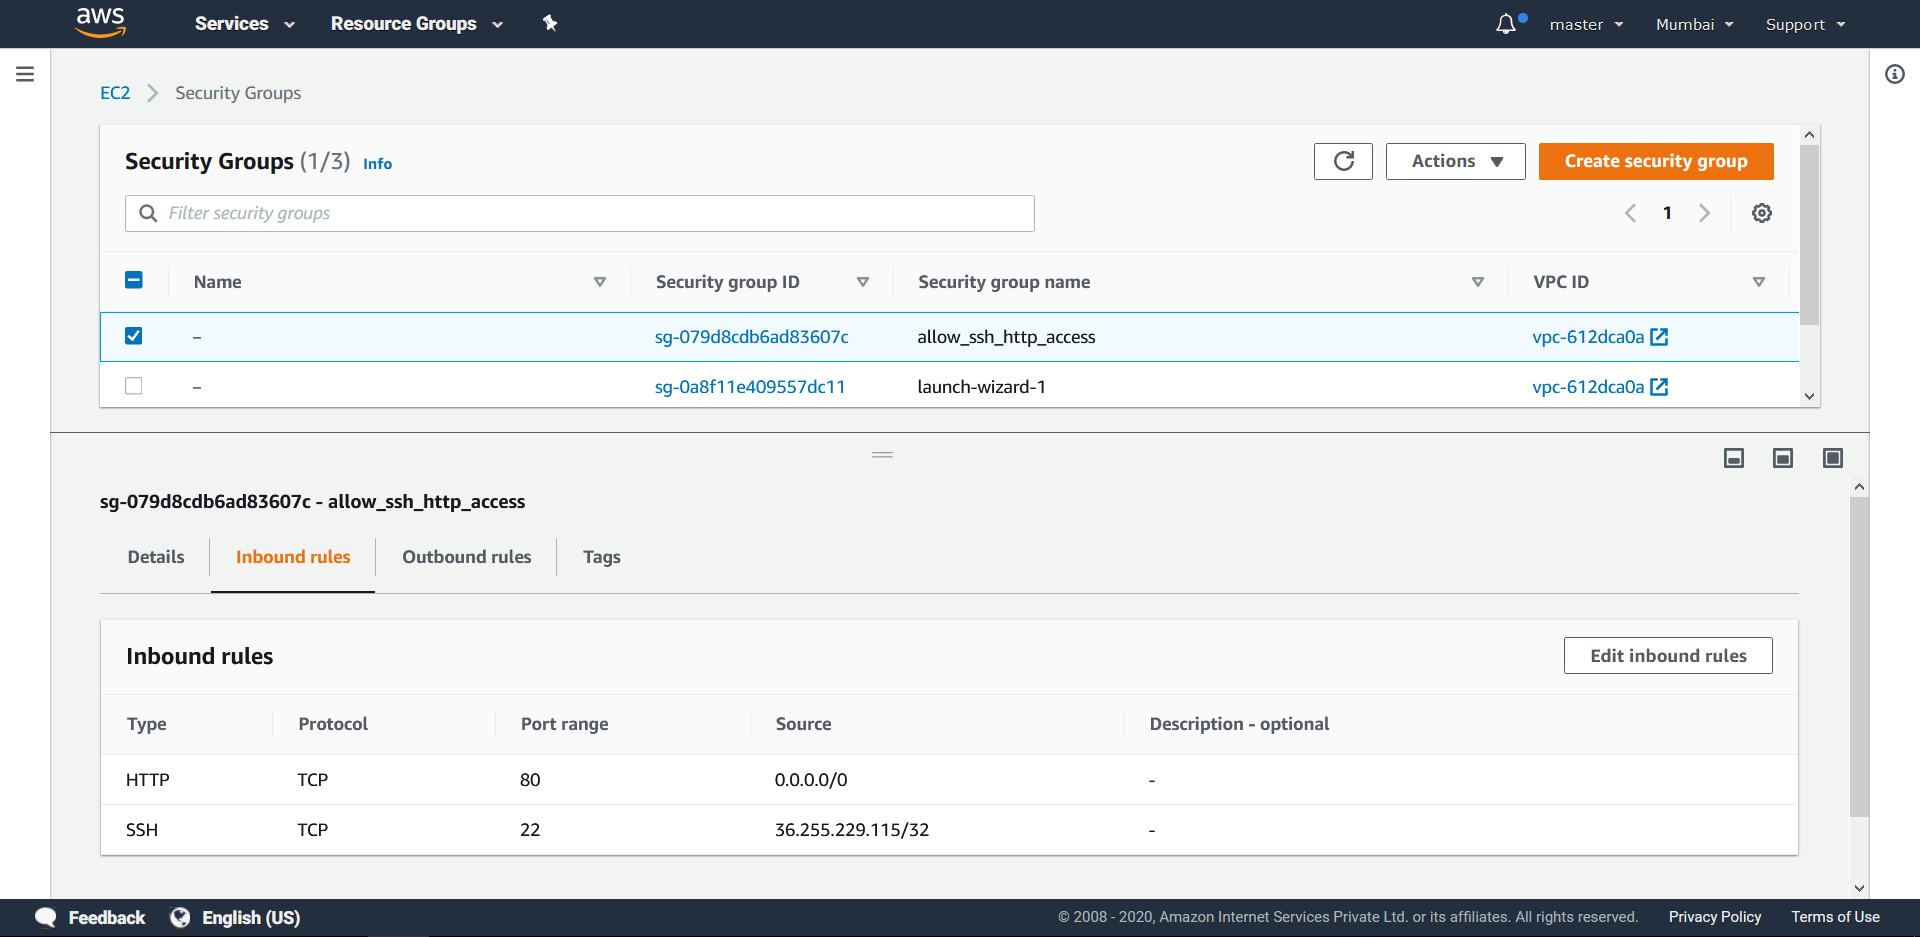 aws Services Resource Groups master Mumbai Support
EC2 Security Groups
Security Groups (1/3) Info Actions Create security group
Filter security groups 1
Name Security group ID Security group name VPC ID
– sg-079d8cdb6ad83607c allow_ssh_http_access vpc-612dca0a
– sg-0a8f11e409557dc11 launch-wizard-1 vpc-612dca0a
sg-079d8cdb6ad83607c - allow_ssh_http_access
Details Inbound rules Outbound rules Tags
Inbound rules Edit inbound rules
Type Protocol Port range Source Description - optional
HTTP TCP 80 0.0.0.0/0 -
SSH TCP 22 36.255.229.115/32 -
Feedback English (US) © 2008 - 2020, Amazon Internet Services Private Ltd. or its affiliates. All rights reserved. Privacy Policy Terms of Use